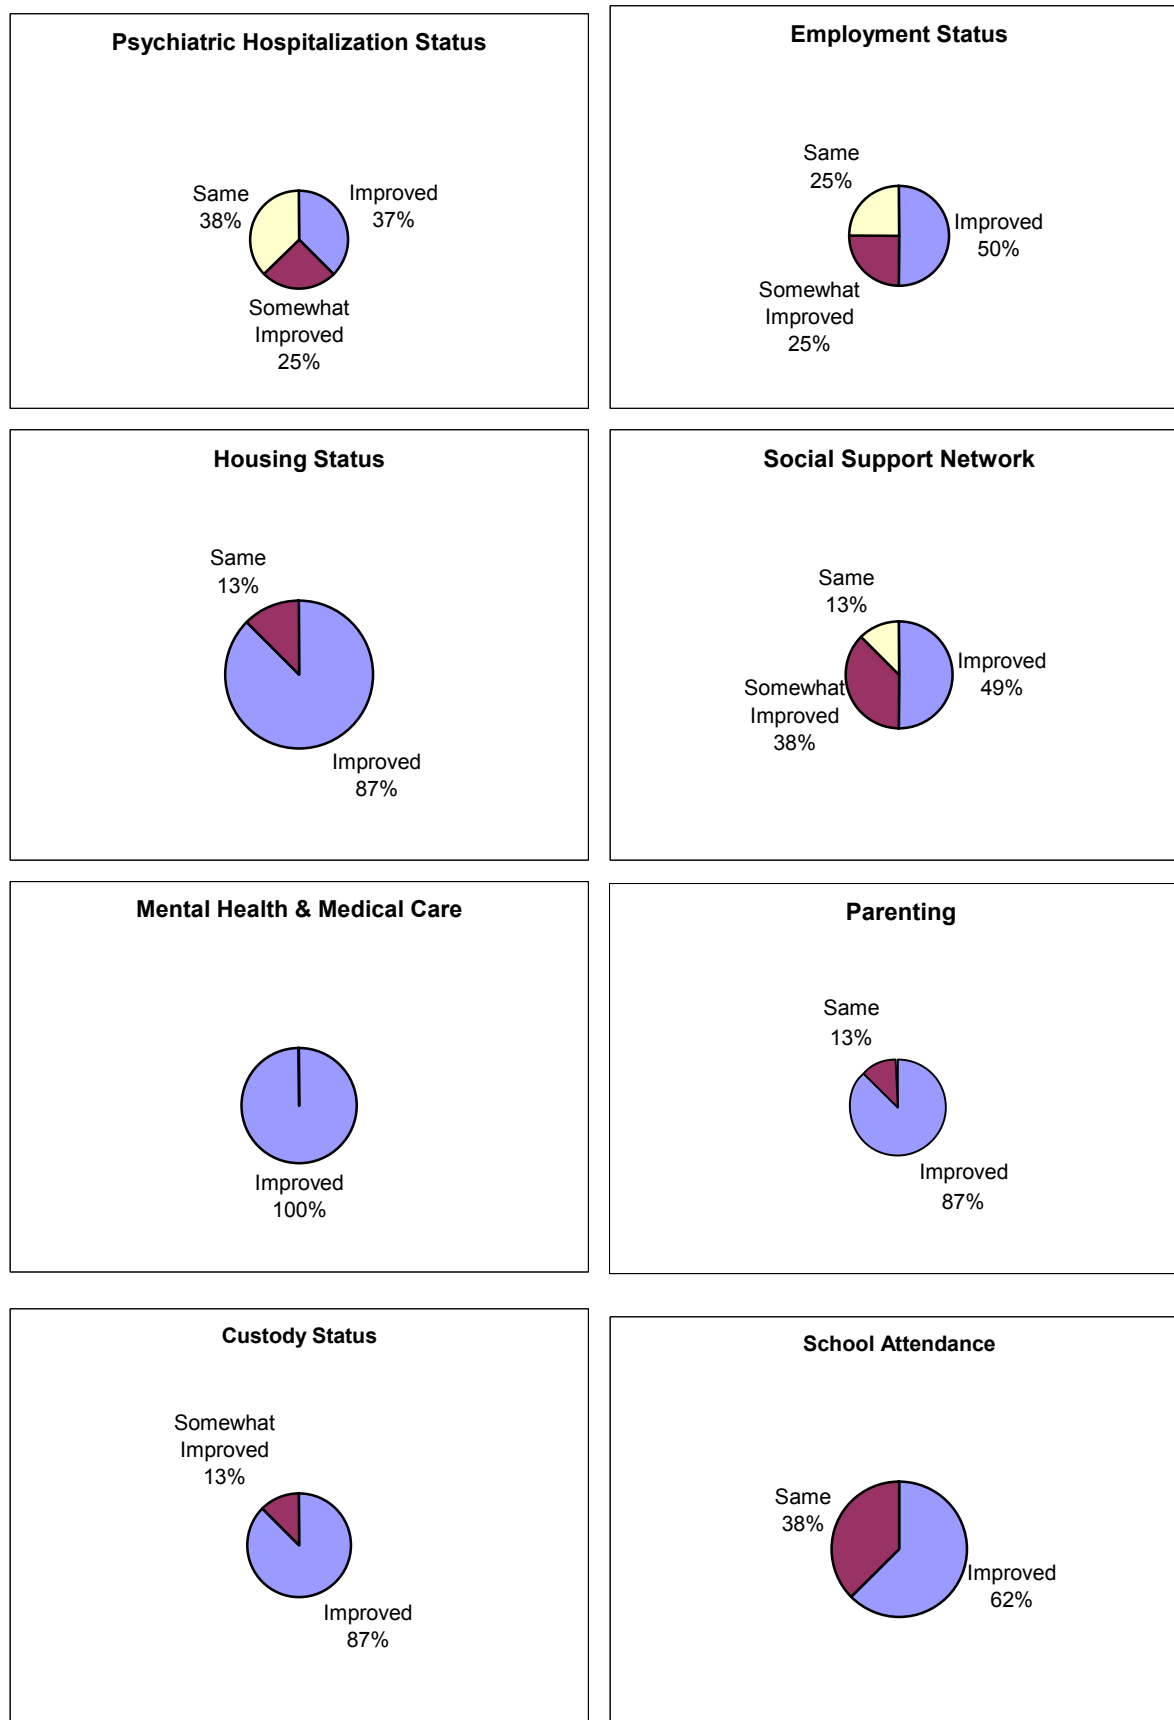 Psychiatric Hospitalization Status
Same
38%
Improved
37%
Somewhat
Improved
25%
Employment Status
Same
25%
Improved
50%
Somewhat
Improved
25%
Housing Status
Same
13%
Improved
87%
Social Support Network
Same
13%
Improved
49%
Somewhat
Improved
38%
Mental Health & Medical Care
Improved
100%
Parenting
Same
13%
Improved
87%
Custody Status
Somewhat
Improved
13%
Improved
87%
School Attendance
Same
38%
Improved
62%